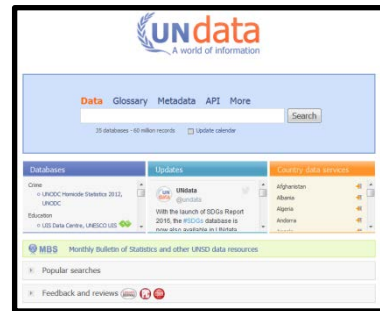 UNdata
A world of information
Data Glossary Metadata API More
Search
35 databases - 60 million records Update calendar
Databases
Crime
UNODC Homicide Statistics 2012,
UNODC
Education
UIS Data Centre, UNESCO UIS
Updates
UNdata
@undata
With the launch of SDGs Report
2016, the #SDGs database is
now also available in UNdata
Country data services
Afghanistan
Albania
Algeria
Andorra
MBS Monthly Bulletin of Statistics and other UNSD data resources
Popular searches
Feedback and reviews